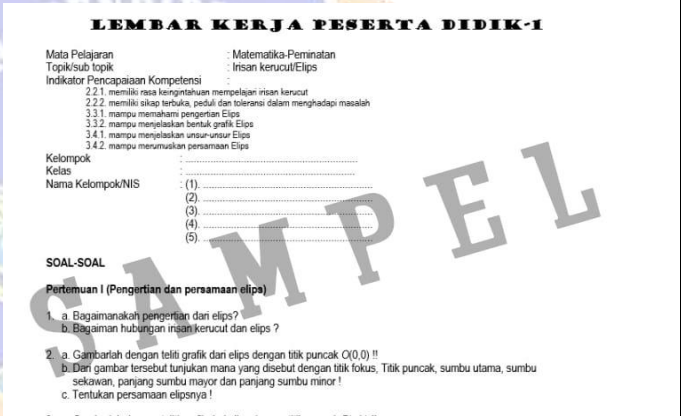 LEMBAR KERJA PESERTA DIDIK-1
Mata Pelajaran : Matematika-Peminatan
Topik/sub topik : Irisan kerucut/Elips
Indikator Pencapaiaan Kompetensi :
2.2.1. memiliki rasa keingintahuan mempelajari irisan kerucut
2.2.2. memiliki sikap terbuka, peduli dan toleransi dalam menghadapi masalah
3.3.1. mampu memahami pengertian Elips
3.3.2. mampu menjelaskan bentuk grafik Elips
3.4.1. mampu menjelaskan unsur-unsur Elips
3.4.2. mampu merumuskan persamaan Elips
Kelompok : ..........................................................
Kelas : ..........................................................
Nama Kelompok/NIS : (1). ..........................................................
(2). ..........................................................
(3). ..........................................................
(4). ..........................................................
(5). ..........................................................
SAMPEL
SOAL-SOAL
Pertemuan I (Pengertian dan persamaan elips)
1. a. Bagaimanakah pengertian dari elips?
b. Bagaiman hubungan irisan kerucut dan elips ?
2. a. Gambarlah dengan teliti grafik dari elips dengan titik puncak O(0,0) !!
b. Dari gambar tersebut tunjukan mana yang disebut dengan titik fokus, Titik puncak, sumbu utama, sumbu
sekawan, panjang sumbu mayor dan panjang sumbu minor !
c. Tentukan persamaan elipsnya !